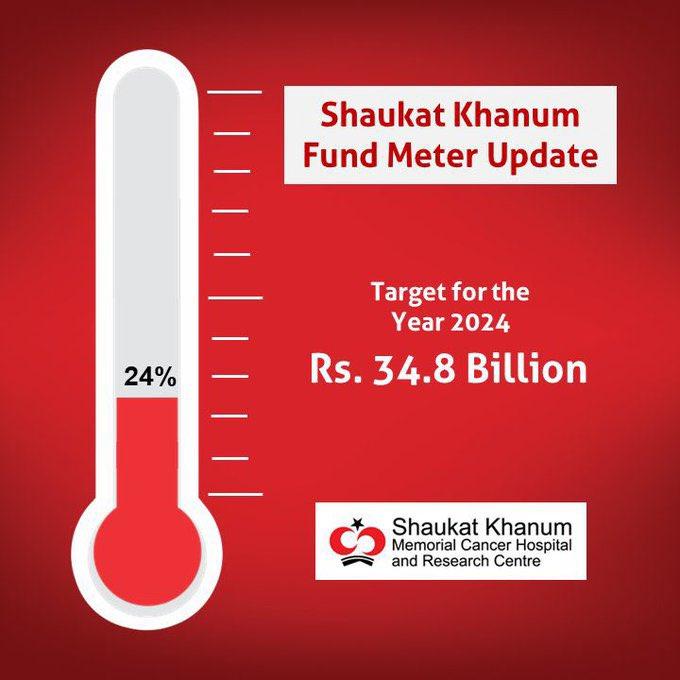 Shaukat Khanum
Fund Meter Update
Target for the
Year 2024
Rs. 34.8 Billion
24%
Shaukat Khanum
Memorial Cancer Hospital
and Research Centre